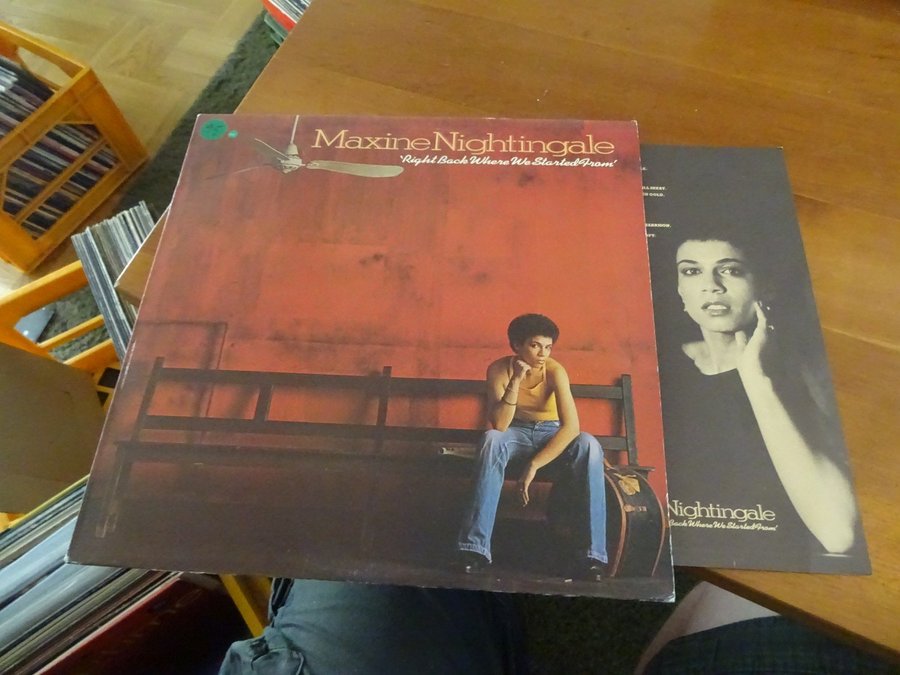 Maxine Nightingale
'Right Back Where We Started From'
Nightingale
Back Where We Started From'